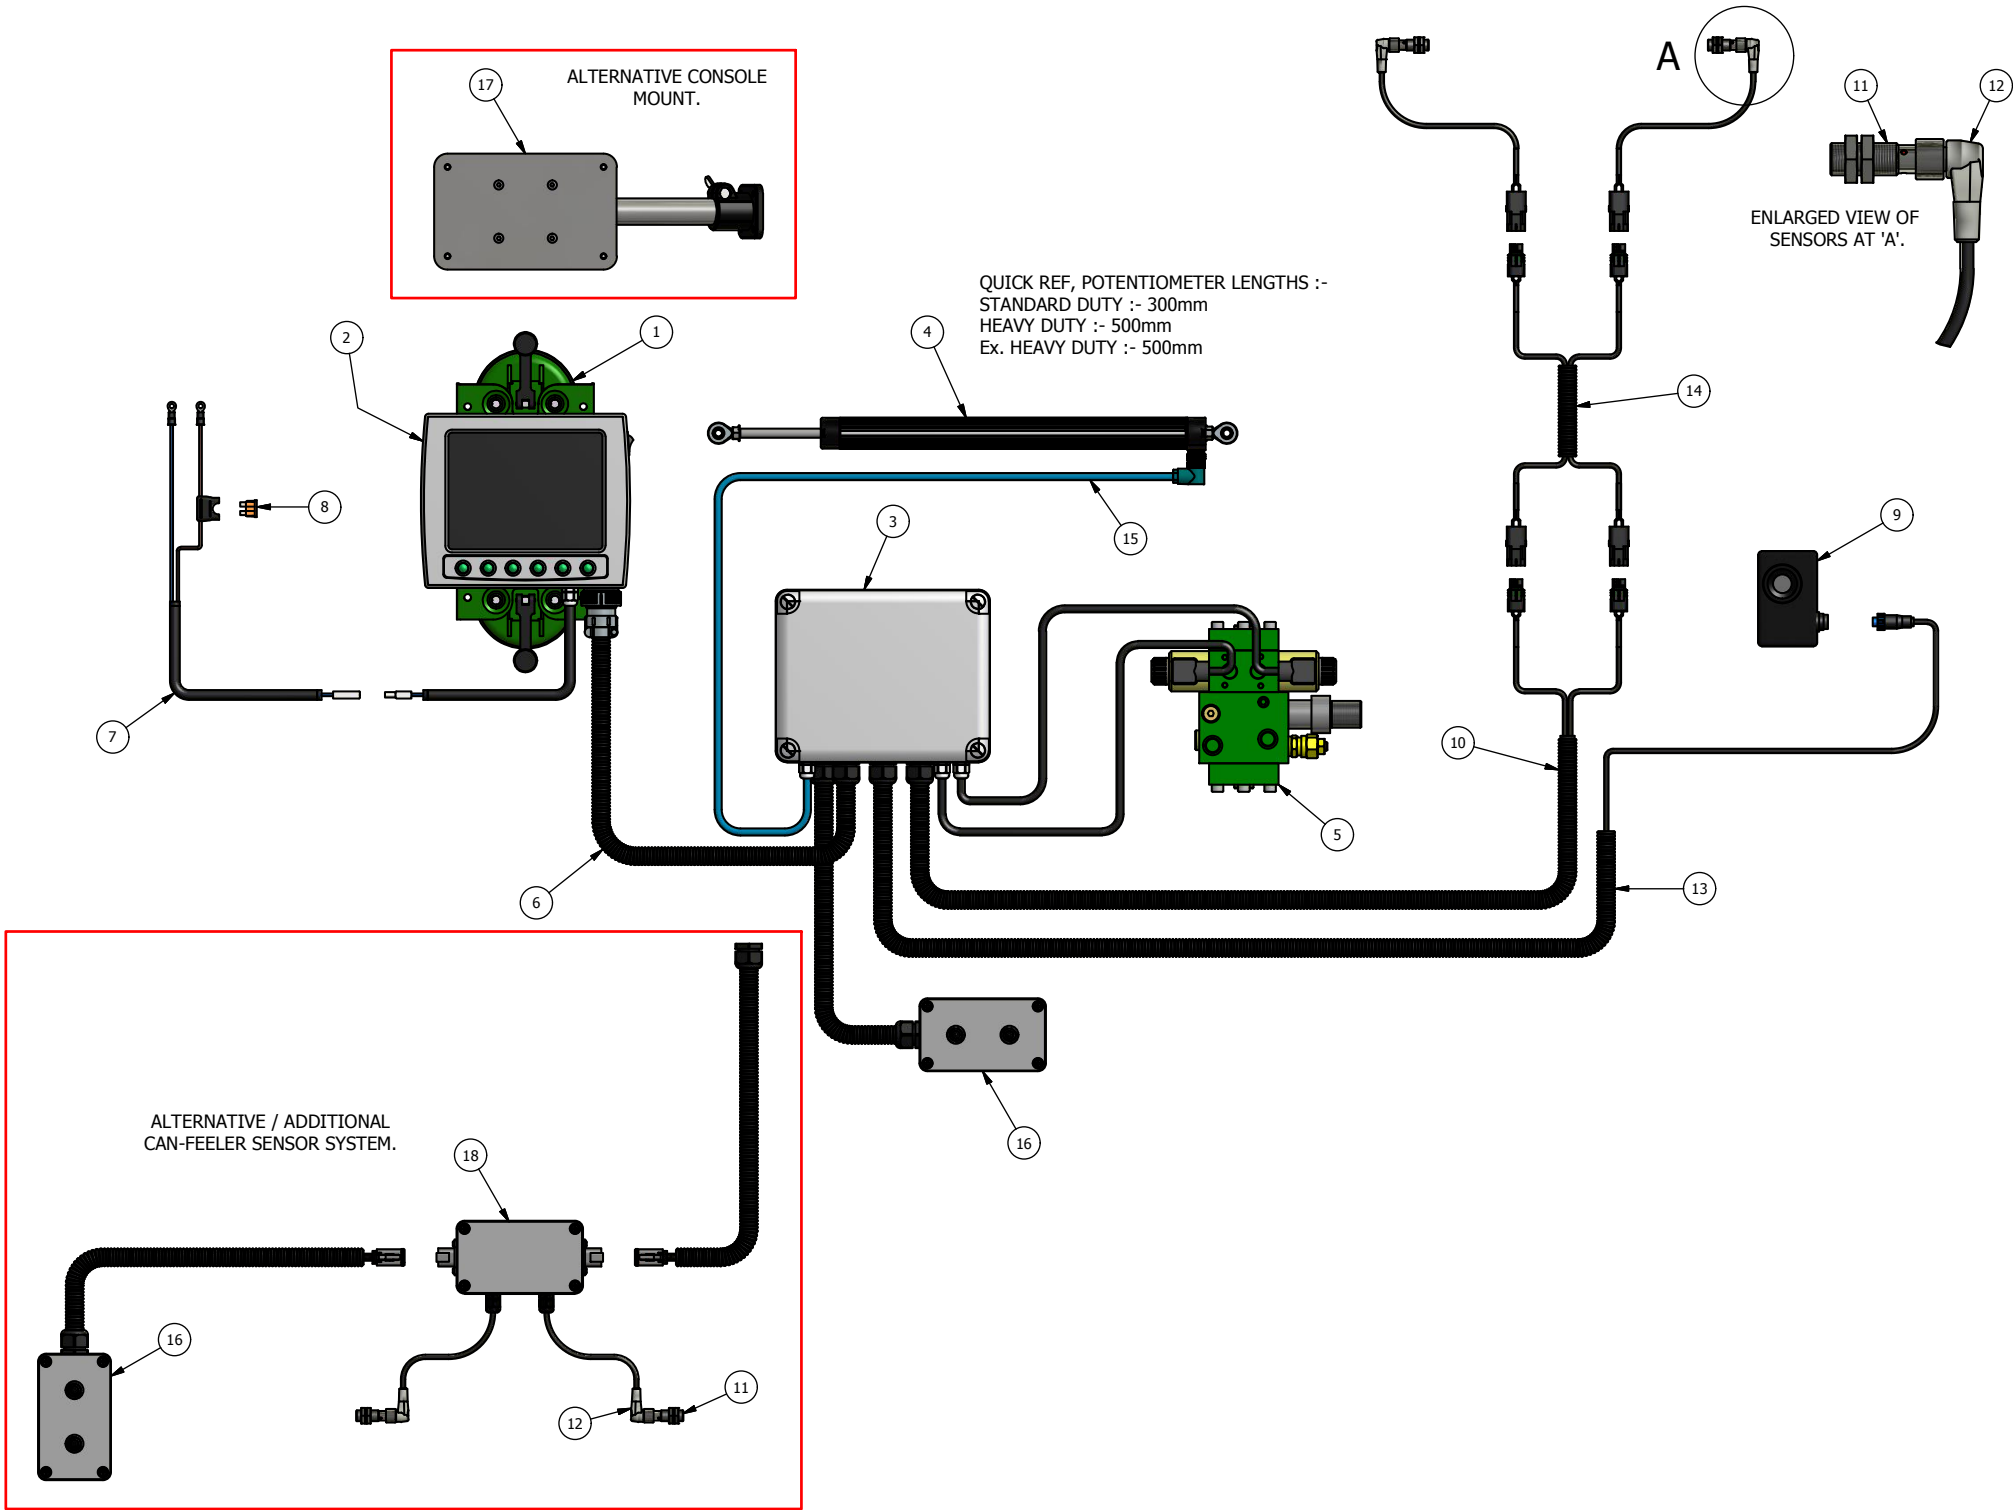 ALTERNATIVE CONSOLE
MOUNT.
17
A
11
12
ENLARGED VIEW OF
SENSORS AT 'A'.
QUICK REF, POTENTIOMETER LENGTHS :-
STANDARD DUTY :- 300mm
HEAVY DUTY :- 500mm
Ex. HEAVY DUTY :- 500mm
2
1
4
14
8
3
15
9
7
10
5
6
13
16
ALTERNATIVE / ADDITIONAL
CAN-FEELER SENSOR SYSTEM.
18
16
11
12